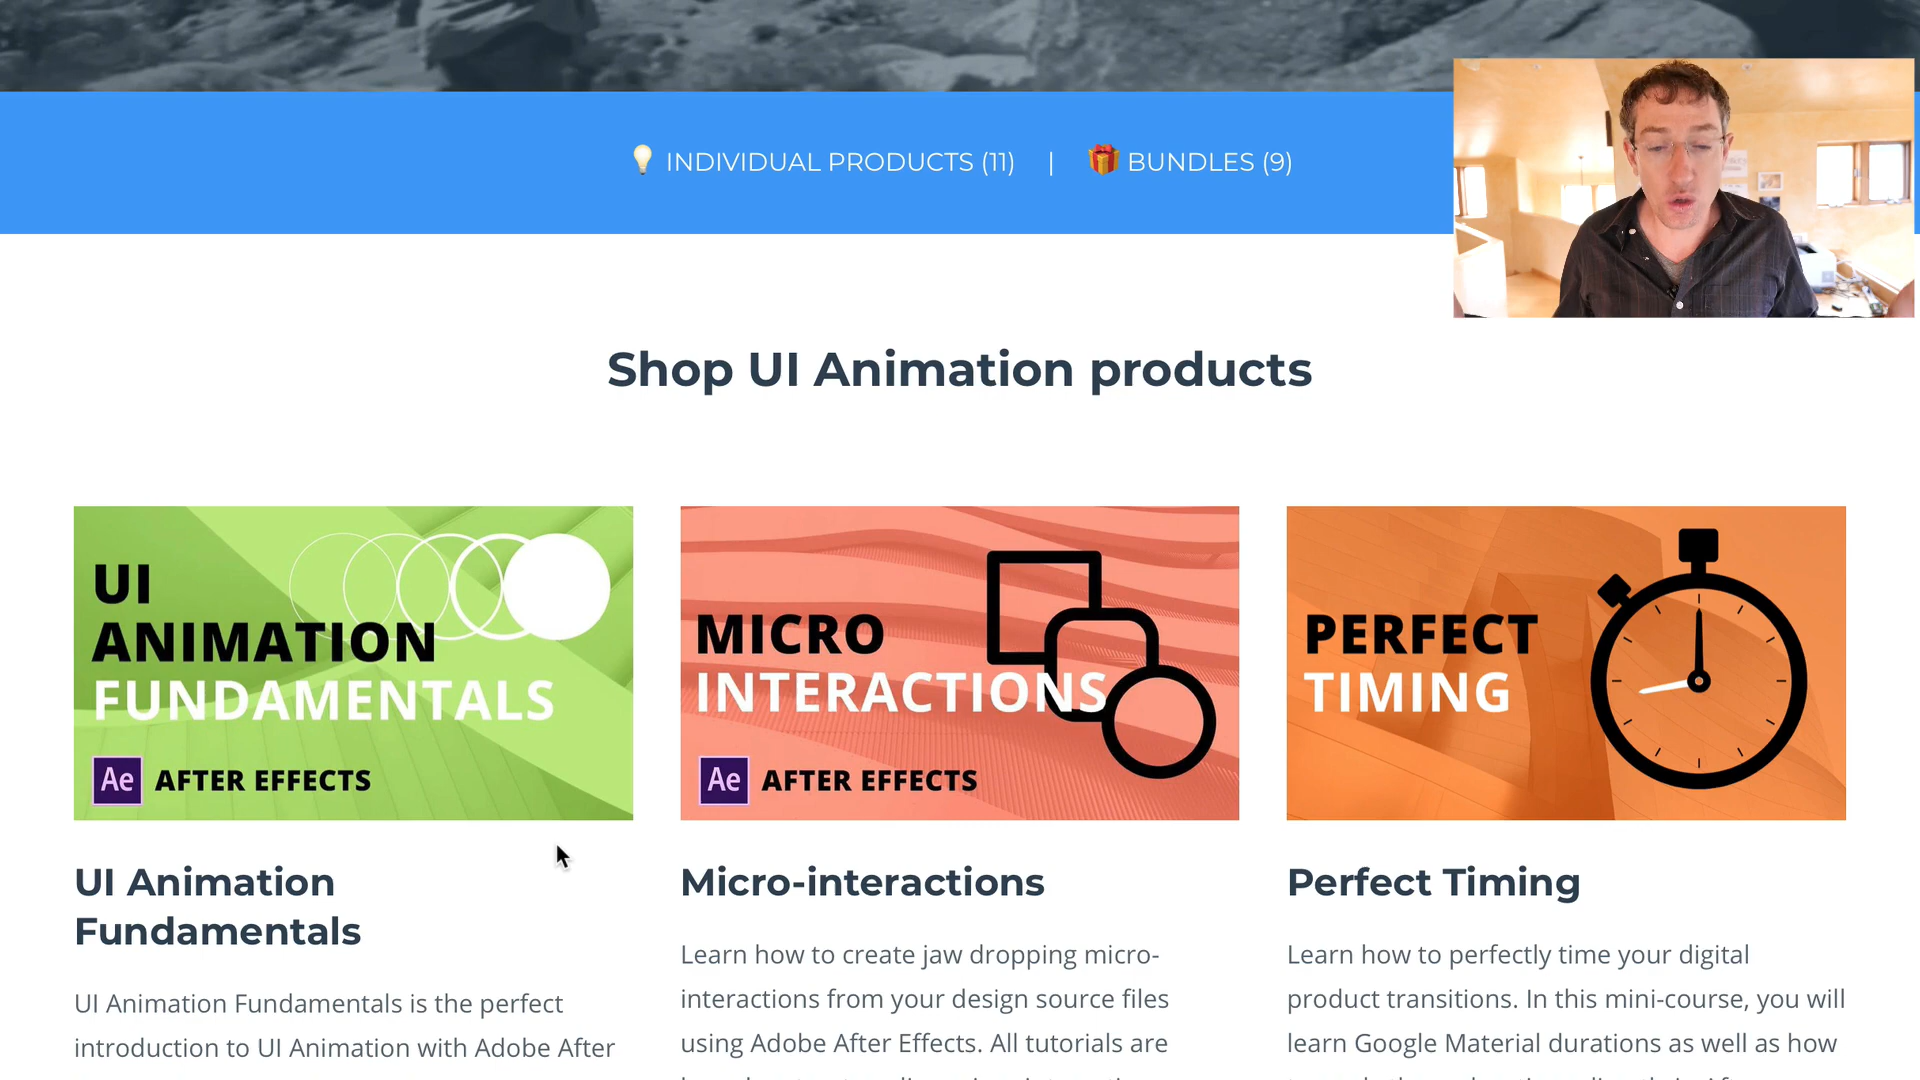 💡 INDIVIDUAL PRODUCTS (11) | 🎁 BUNDLES (9)
Shop UI Animation products
UI
ANIMATION
FUNDAMENTALS
Ae AFTER EFFECTS
MICRO
INTERACTIONS
Ae AFTER EFFECTS
PERFECT
TIMING
UI Animation
Fundamentals
UI Animation Fundamentals is the perfect
introduction to UI Animation with Adobe After
Micro-interactions
Learn how to create jaw dropping micro-
interactions from your design source files
using Adobe After Effects. All tutorials are
Perfect Timing
Learn how to perfectly time your digital
product transitions. In this mini-course, you will
learn Google Material durations as well as how